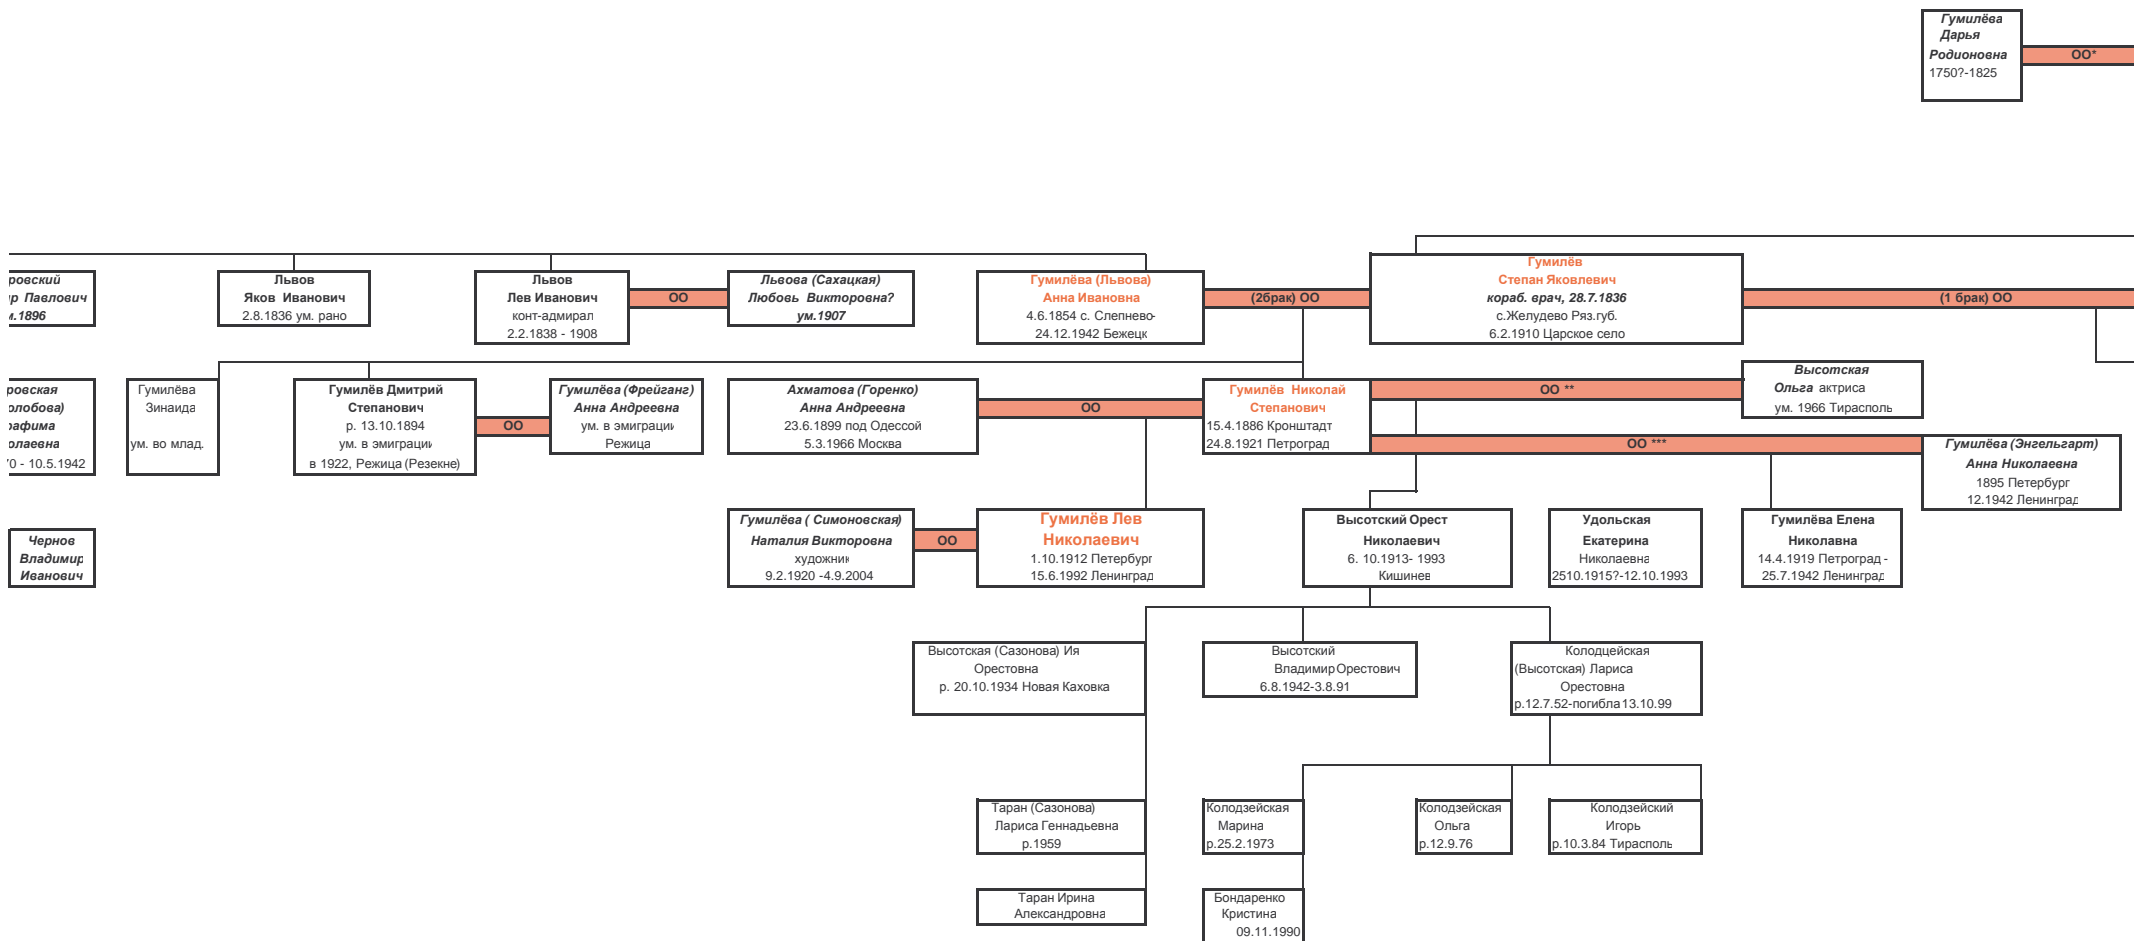 Гумилёва
Дарья
Родионовна
1750?-1825
ОО*
ровский
р Павлович
м.1896
Львов
Яков Иванович
2.8.1836 ум. рано
Львов
Лев Иванович
конт-адмирал
2.2.1838 - 1908
ОО
Львова (Сахацкая)
Любовь Викторовна?
ум.1907
Гумилёва (Львова)
Анна Ивановна
4.6.1854 с. Слепнево-
24.12.1942 Бежецк
(2брак) ОО
Гумилёв
Степан Яковлевич
кораб. врач, 28.7.1836
с.Желудево Ряз.губ.
6.2.1910 Царское село
(1 брак) ОО
ровская
олобова)
рафима
олаевна
70 - 10.5.1942
Гумилёва
Зинаида
ум. во млад.
Гумилёв Дмитрий
Степанович
р. 13.10.1894
ум. в эмиграции
в 1922, Режица (Резекне)
ОО
Гумилёва (Фрейганг)
Анна Андреевна
ум. в эмиграции
Режица
Ахматова (Горенко)
Анна Андреевна
23.6.1899 под Одессой
5.3.1966 Москва
ОО
Гумилёв Николай
Степанович
15.4.1886 Кронштадт
24.8.1921 Петроград
ОО **
Высотская
Ольга актриса
ум. 1966 Тирасполь
ОО ***
Гумилёва (Энгельгарт)
Анна Николаевна
1895 Петербург
12.1942 Ленинград
Чернов
Владимир
Иванович
Гумилёва ( Симоновская)
Наталия Викторовна
художник
9.2.1920 -4.9.2004
ОО
Гумилёв Лев
Николаевич
1.10.1912 Петербург
15.6.1992 Ленинград
Высотский Орест
Николаевич
6. 10.1913- 1993
Кишинев
Удольская
Екатерина
Николаевна
2510.1915?-12.10.1993
Гумилёва Елена
Николавна
14.4.1919 Петроград -
25.7.1942 Ленинград
Высотская (Сазонова) Ия
Орестовна
р. 20.10.1934 Новая Каховка
Высотский
Владимир Орестович
6.8.1942-3.8.91
Колодцейская
(Высотская) Лариса
Орестовна
р.12.7.52-погибла 13.10.99
Таран (Сазонова)
Лариса Геннадьевна
р.1959
Колодзейская
Марина
р.25.2.1973
Колодзейская
Ольга
р.12.9.76
Колодзейский
Игорь
р.10.3.84 Тирасполь
Таран Ирина
Александровна
Бондаренко
Кристина
09.11.1990